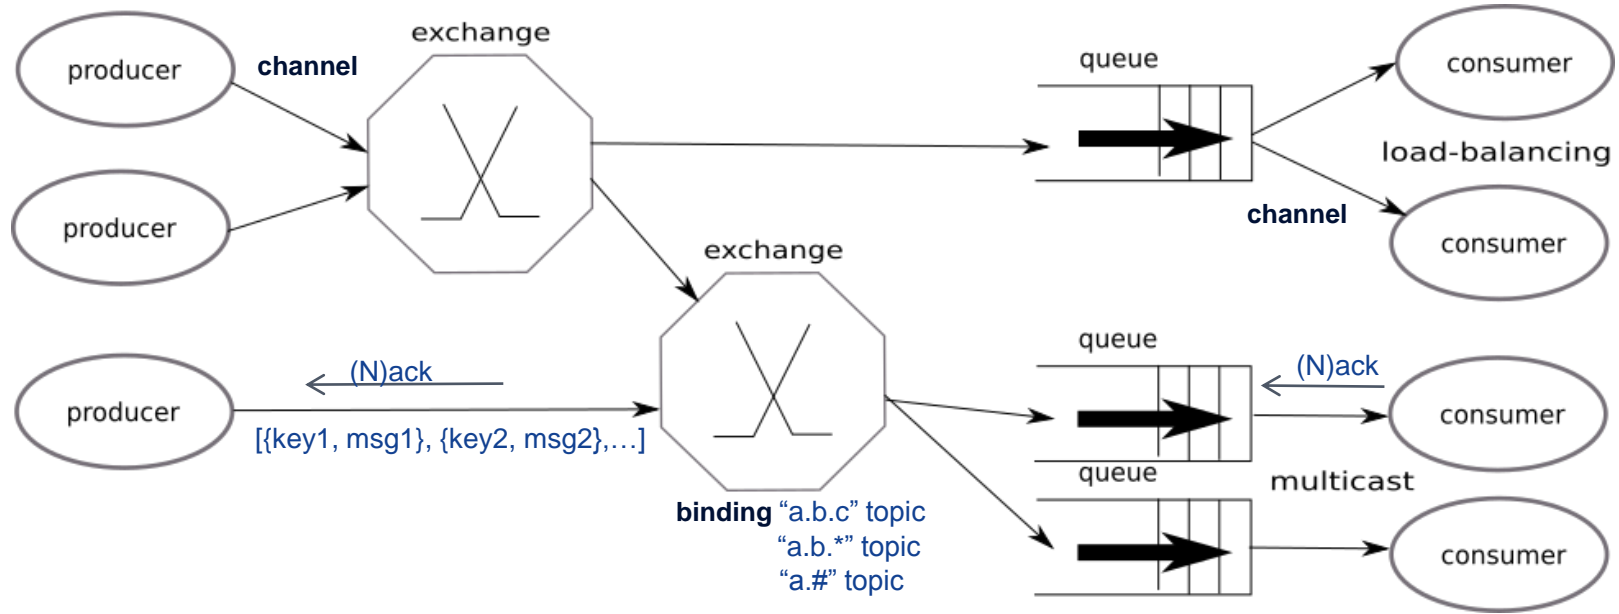 exchange
producer
channel
queue
consumer
load-balancing
producer
channel
consumer
exchange
queue
(N)ack
(N)ack
producer
consumer
[{key1, msg1}, {key2, msg2},…]
queue
multicast
binding “a.b.c” topic
“a.b.*” topic
“a.#” topic
consumer